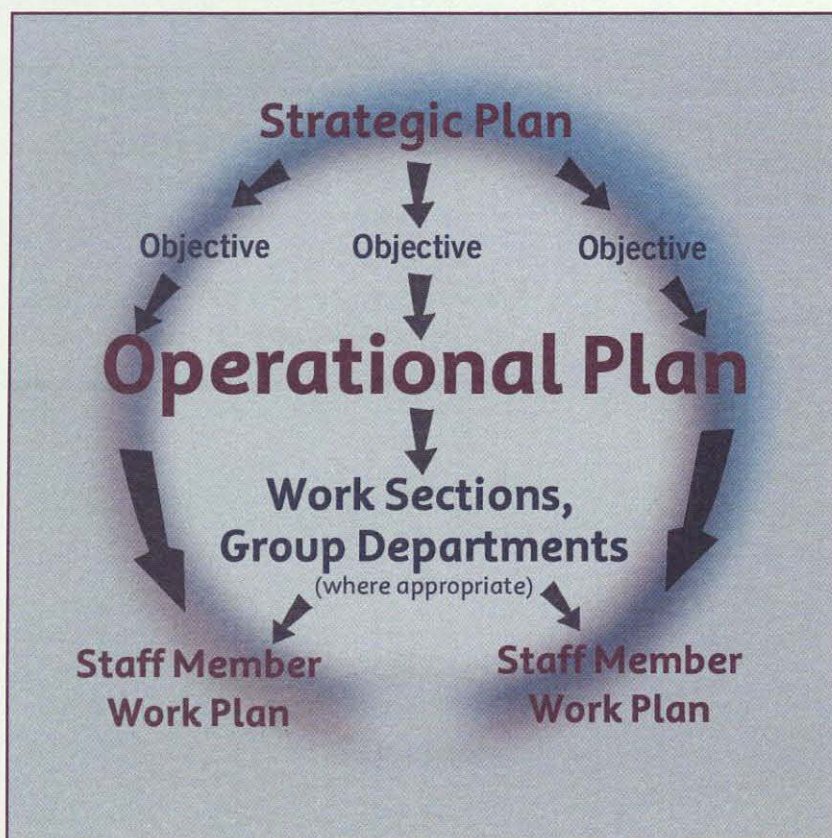 Strategic Plan
Objective Objective Objective
Operational Plan
Work Sections,
Group Departments
(where appropriate)
Staff Member Staff Member
Work Plan Work Plan